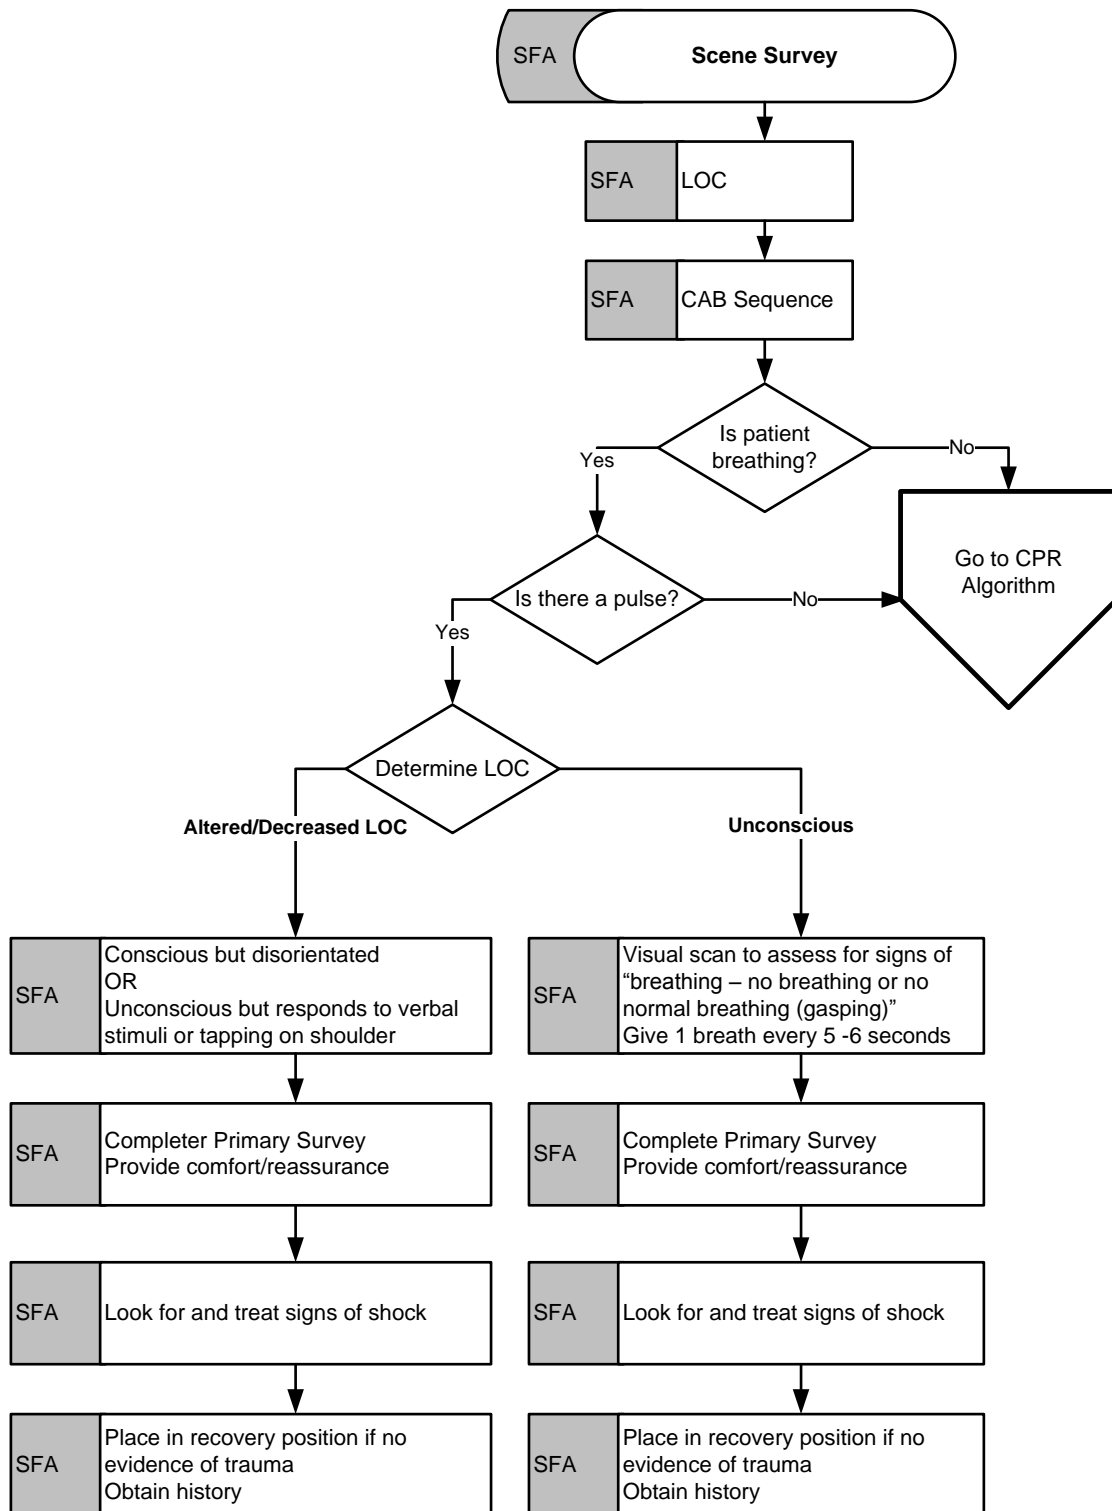 SFA
Scene Survey
SFA
LOC
SFA
CAB Sequence
Is patient
breathing?
No
Yes
Go to CPR
Algorithm
Is there a pulse?
No
Yes
Determine LOC
Altered/Decreased LOC
Unconscious
SFA
Conscious but disorientated
OR
Unconscious but responds to verbal
stimuli or tapping on shoulder
SFA
Visual scan to assess for signs of
“breathing – no breathing or no
normal breathing (gasping)”
Give 1 breath every 5 -6 seconds
SFA
Completer Primary Survey
Provide comfort/reassurance
SFA
Complete Primary Survey
Provide comfort/reassurance
SFA
Look for and treat signs of shock
SFA
Look for and treat signs of shock
SFA
Place in recovery position if no
evidence of trauma
Obtain history
SFA
Place in recovery position if no
evidence of trauma
Obtain history